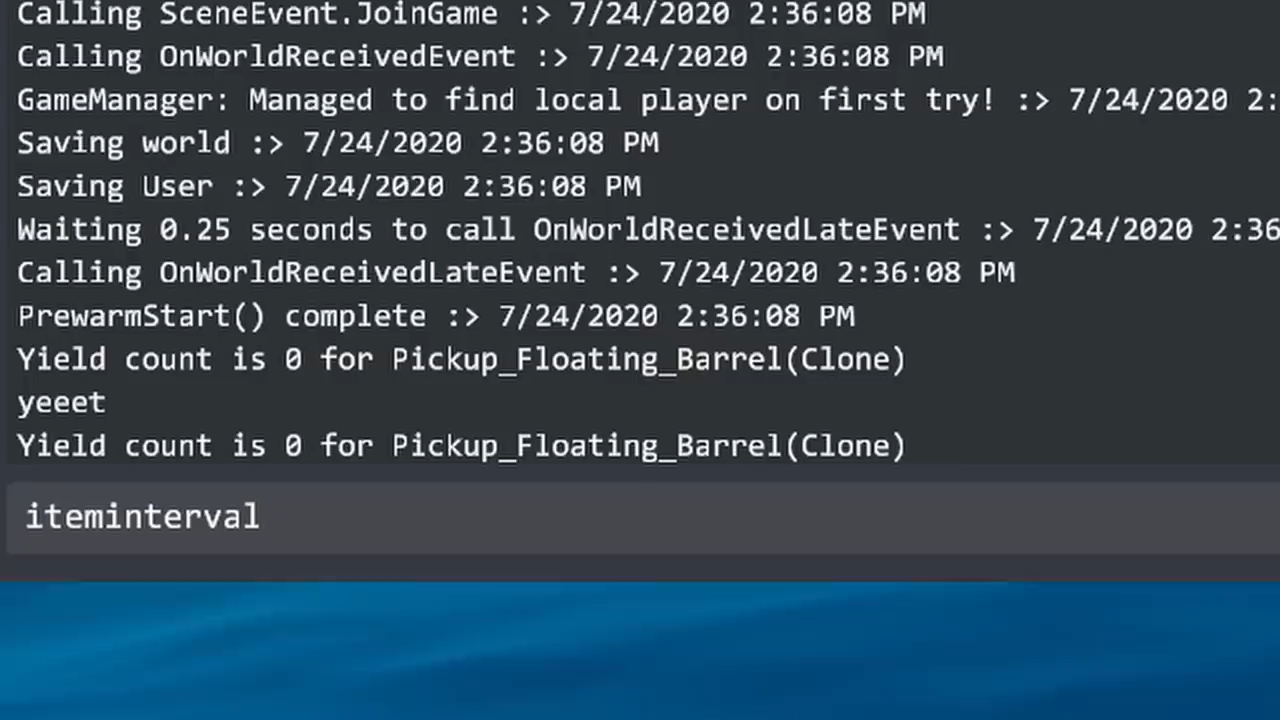 Calling SceneEvent.JoinGame :> 7/24/2020 2:36:08 PM
Calling OnWorldReceivedEvent :> 7/24/2020 2:36:08 PM
GameManager: Managed to find local player on first try! :> 7/24/2020 2:
Saving world :> 7/24/2020 2:36:08 PM
Saving User :> 7/24/2020 2:36:08 PM
Waiting 0.25 seconds to call OnWorldReceivedLateEvent :> 7/24/2020 2:36
Calling OnWorldReceivedLateEvent :> 7/24/2020 2:36:08 PM
PrewarmStart() complete :> 7/24/2020 2:36:08 PM
Yield count is 0 for Pickup_Floating_Barrel(Clone)
yeeet
Yield count is 0 for Pickup_Floating_Barrel(Clone)
iteminterval